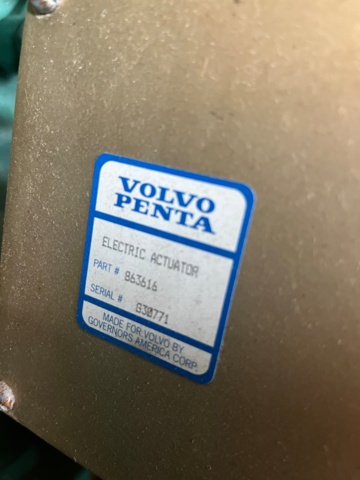 VOLVO
PENTA
ELECTRIC ACTUATOR
PART # 863616
SERIAL # G30771
MADE FOR VOLVO BY
GOVERNORS AMERICA CORP.